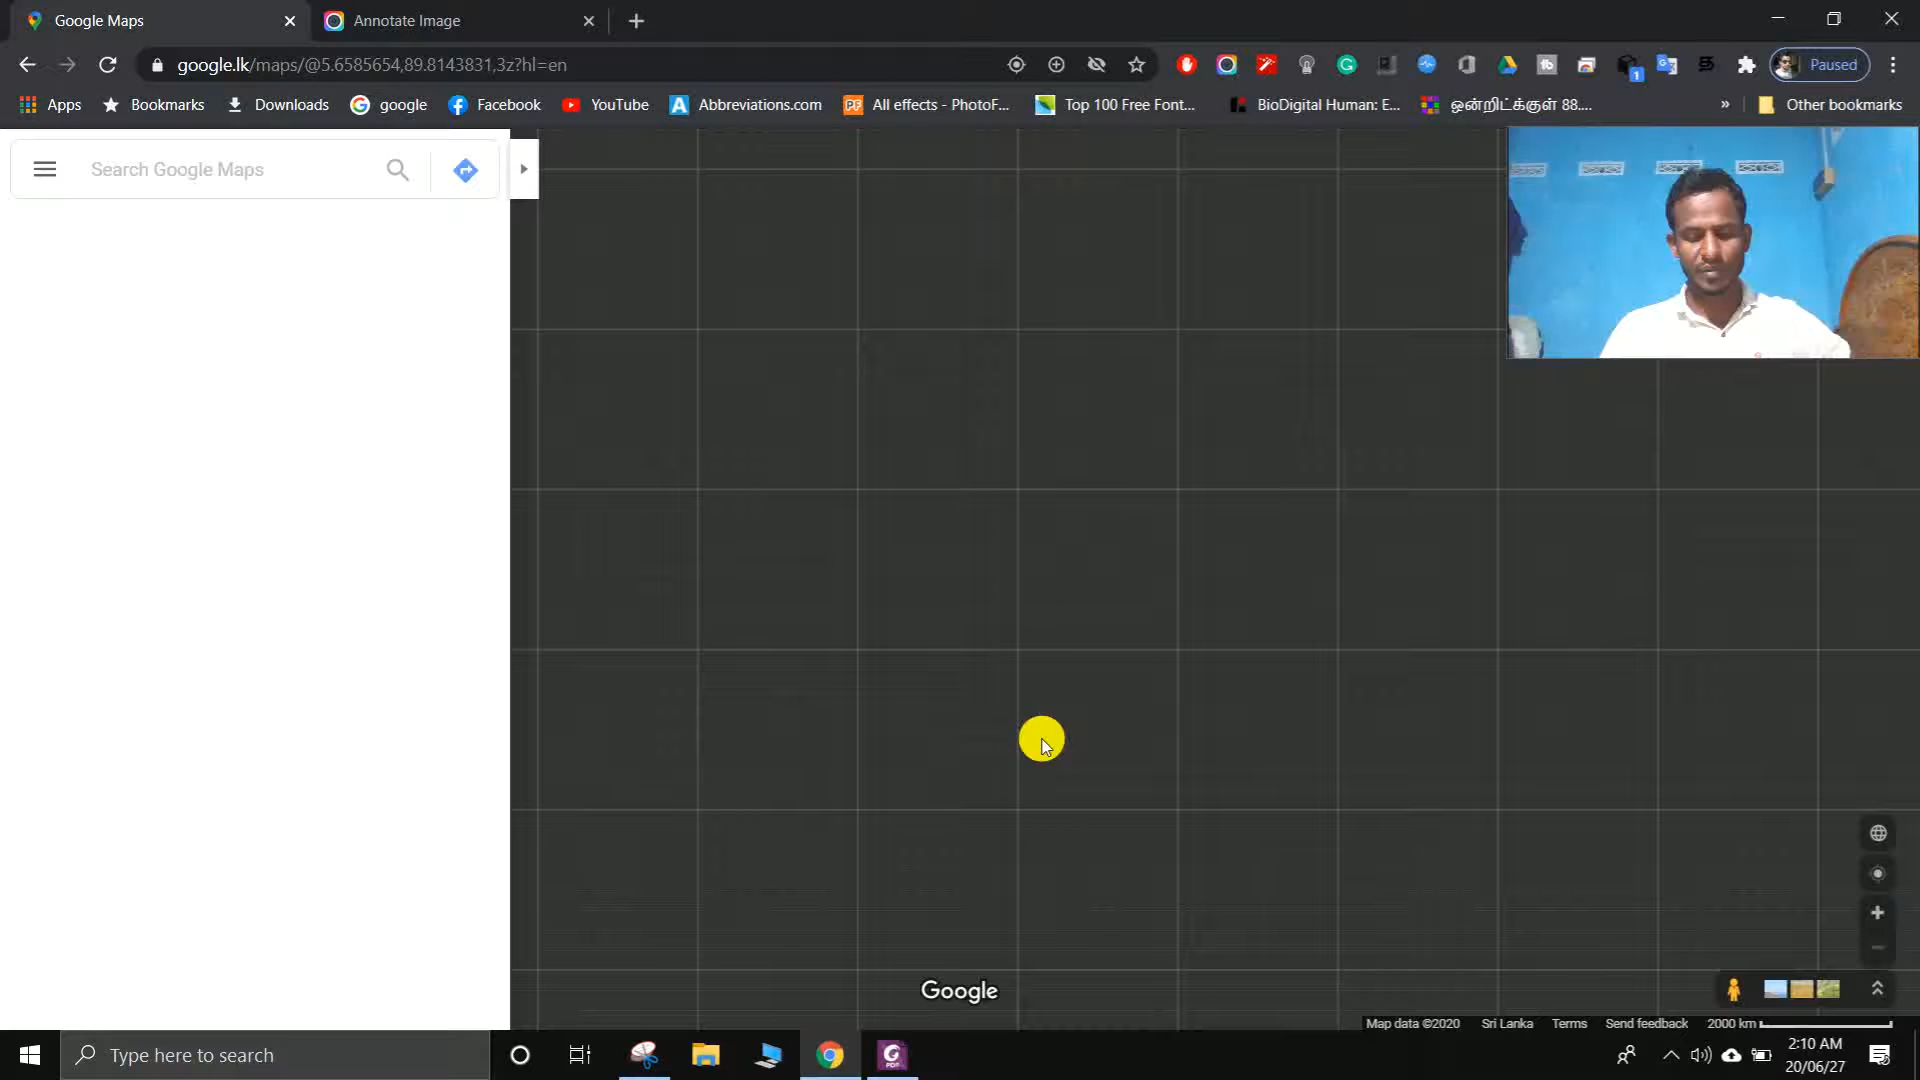 Google Maps
Annotate Image
google.lk/maps/@5.6585654,89.8143831,3z?hl=en
Paused
Apps
Bookmarks
Downloads
google
Facebook
YouTube
Abbreviations.com
All effects - PhotoF...
Top 100 Free Font...
BioDigital Human: E...
ஒன்றிட்க்குள் 88....
Other bookmarks
Search Google Maps
Google
Map data ©2020 Sri Lanka Terms Send feedback 2000 km
Type here to search
2:10 AM
20/06/27